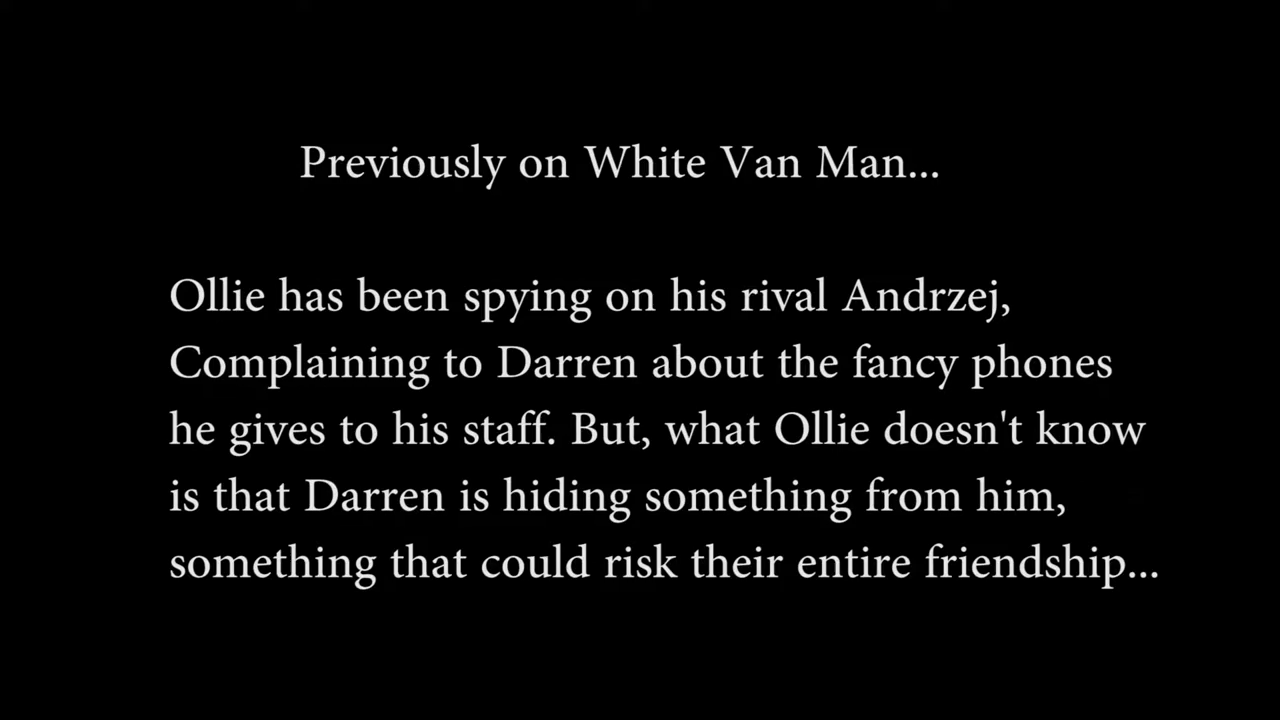 Previously on White Van Man...
Ollie has been spying on his rival Andrzej,
Complaining to Darren about the fancy phones
he gives to his staff. But, what Ollie doesn't know
is that Darren is hiding something from him,
something that could risk their entire friendship...